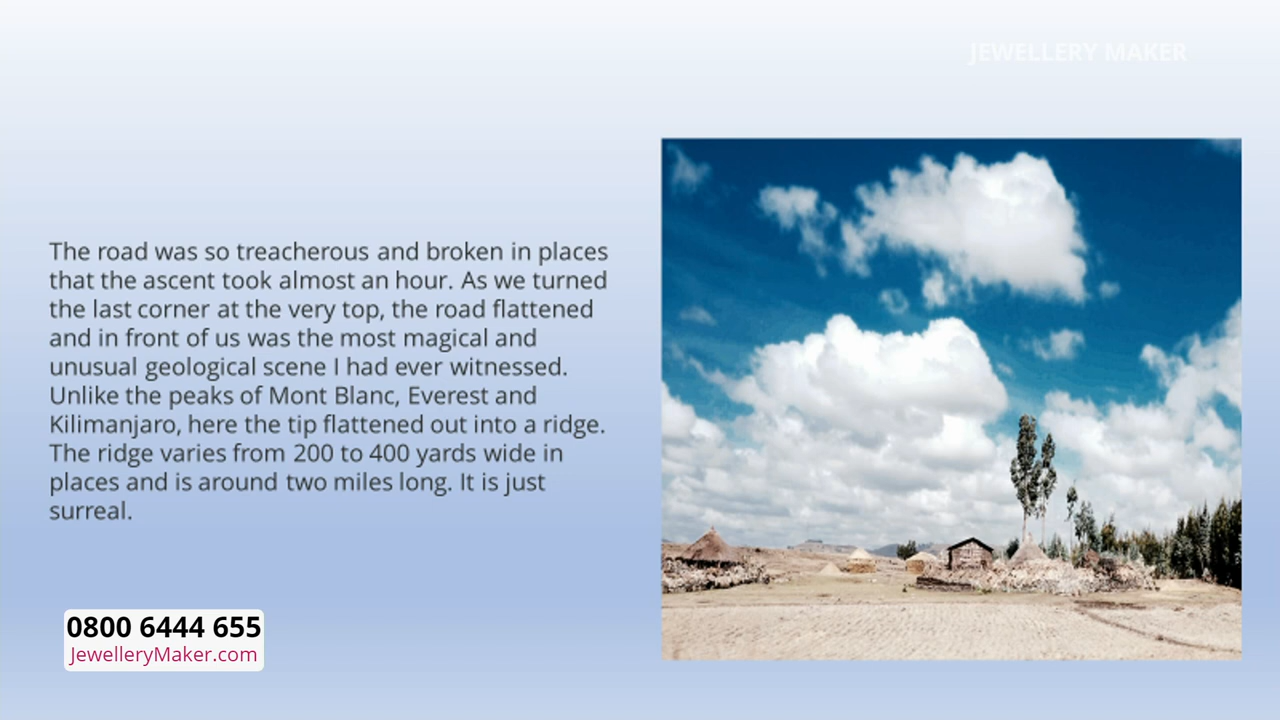 JEWELLERY MAKER
The road was so treacherous and broken in places
that the ascent took almost an hour. As we turned
the last corner at the very top, the road flattened
and in front of us was the most magical and
unusual geological scene I had ever witnessed.
Unlike the peaks of Mont Blanc, Everest and
Kilimanjaro, here the tip flattened out into a ridge.
The ridge varies from 200 to 400 yards wide in
places and is around two miles long. It is just
surreal.
0800 6444 655
JewelleryMaker.com